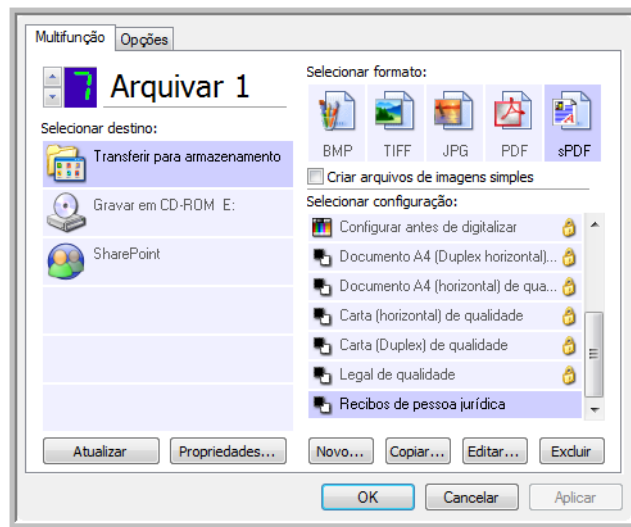 Multifunção
Opções
7
Arquivar 1
Selecionar destino:
Transferir para armazenamento
Gravar em CD-ROM E:
SharePoint
Atualizar
Propriedades...
Selecionar formato:
BMP
TIFF
JPG
PDF
sPDF
Criar arquivos de imagens simples
Selecionar configuração:
Configurar antes de digitalizar
Documento A4 (Duplex horizontal)...
Documento A4 (horizontal) de qua...
Carta (horizontal) de qualidade
Carta (Duplex) de qualidade
Legal de qualidade
Recibos de pessoa jurídica
Novo...
Copiar...
Editar...
Excluir
OK
Cancelar
Aplicar